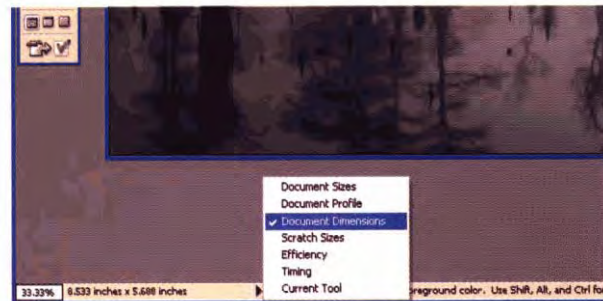 Document Sizes
Document Profile
Document Dimensions
Scratch Sizes
Efficiency
Timing
Current Tool
33.33% 8.533 inches x 5.688 inches oreground color. Use Shift, Alt, and Ctrl fo